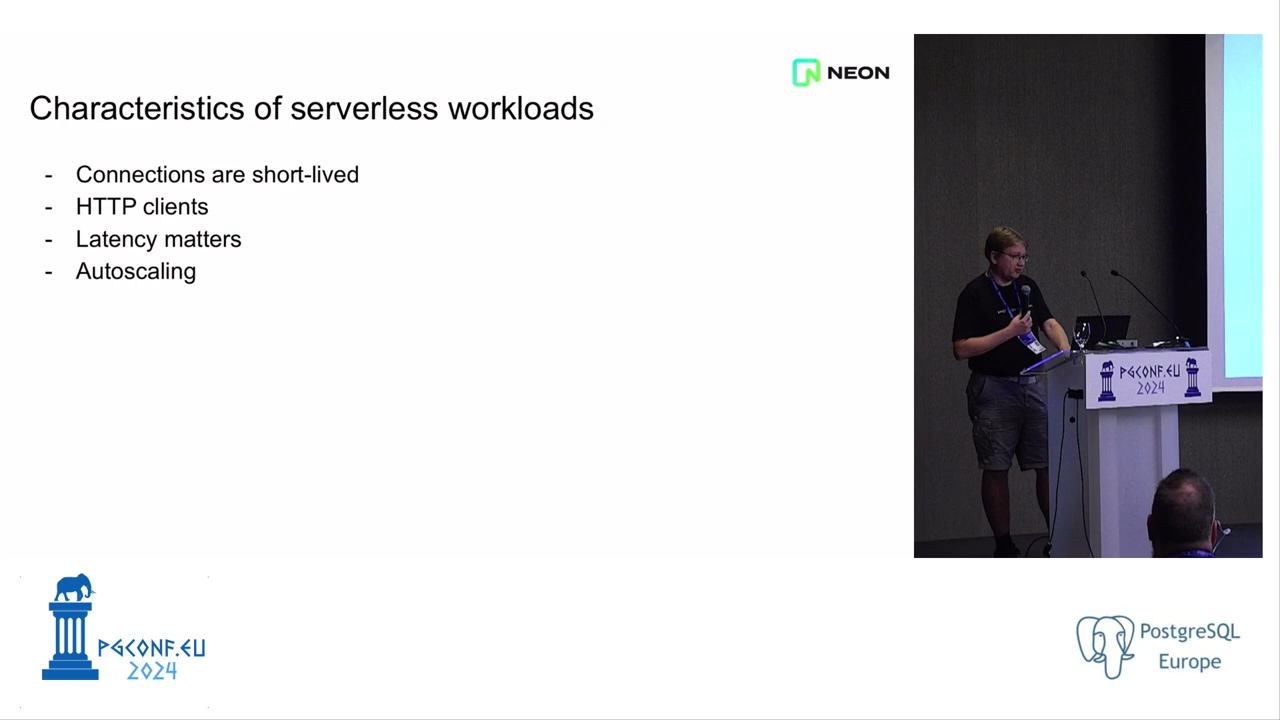 NEON
Characteristics of serverless workloads
- Connections are short-lived
- HTTP clients
- Latency matters
- Autoscaling
PGCONF.EU
2024
PGCONF.EU
2024
PostgreSQL
Europe